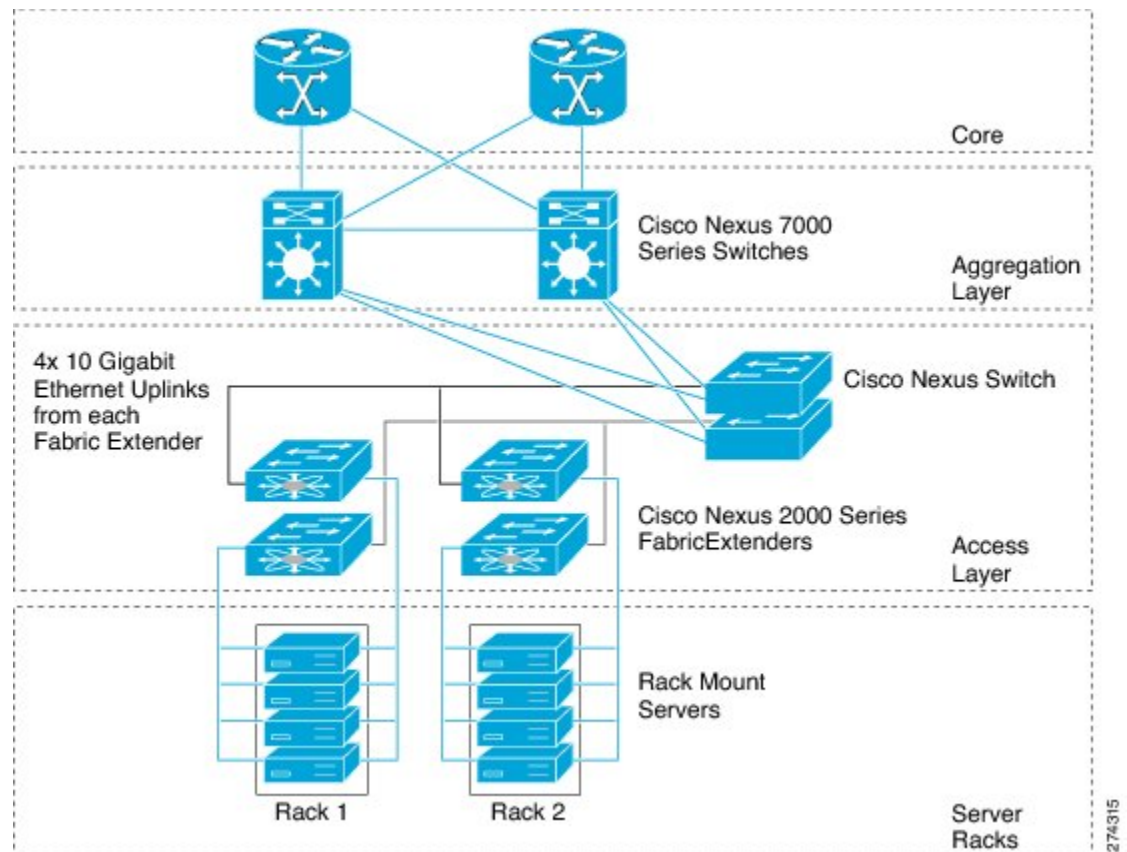 Core
Cisco Nexus 7000
Series Switches
Aggregation
Layer
4x 10 Gigabit
Ethernet Uplinks
from each
Fabric Extender
Cisco Nexus Switch
Cisco Nexus 2000 Series
FabricExtenders
Access
Layer
Rack Mount
Servers
Rack 1
Rack 2
Server
Racks
274315